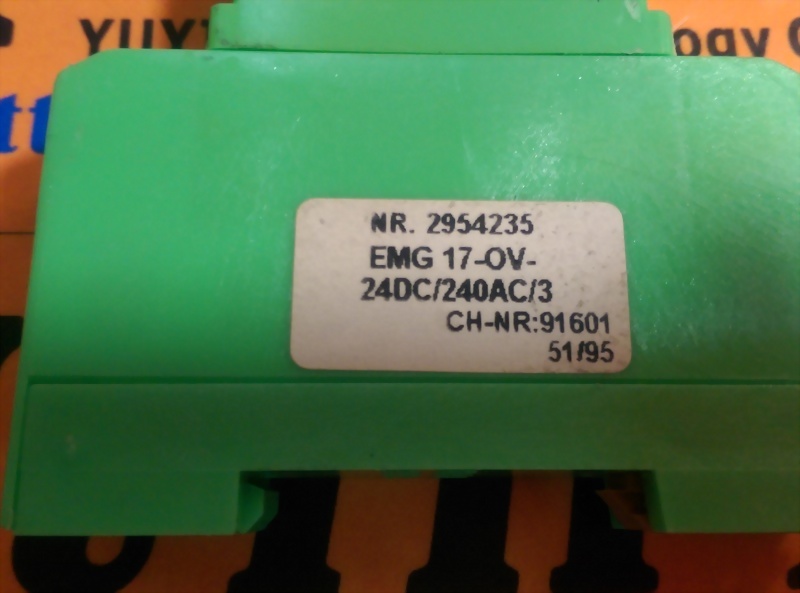 NR. 2954235
EMG 17-OV-
24DC/240AC/3
CH-NR:91601
51/95